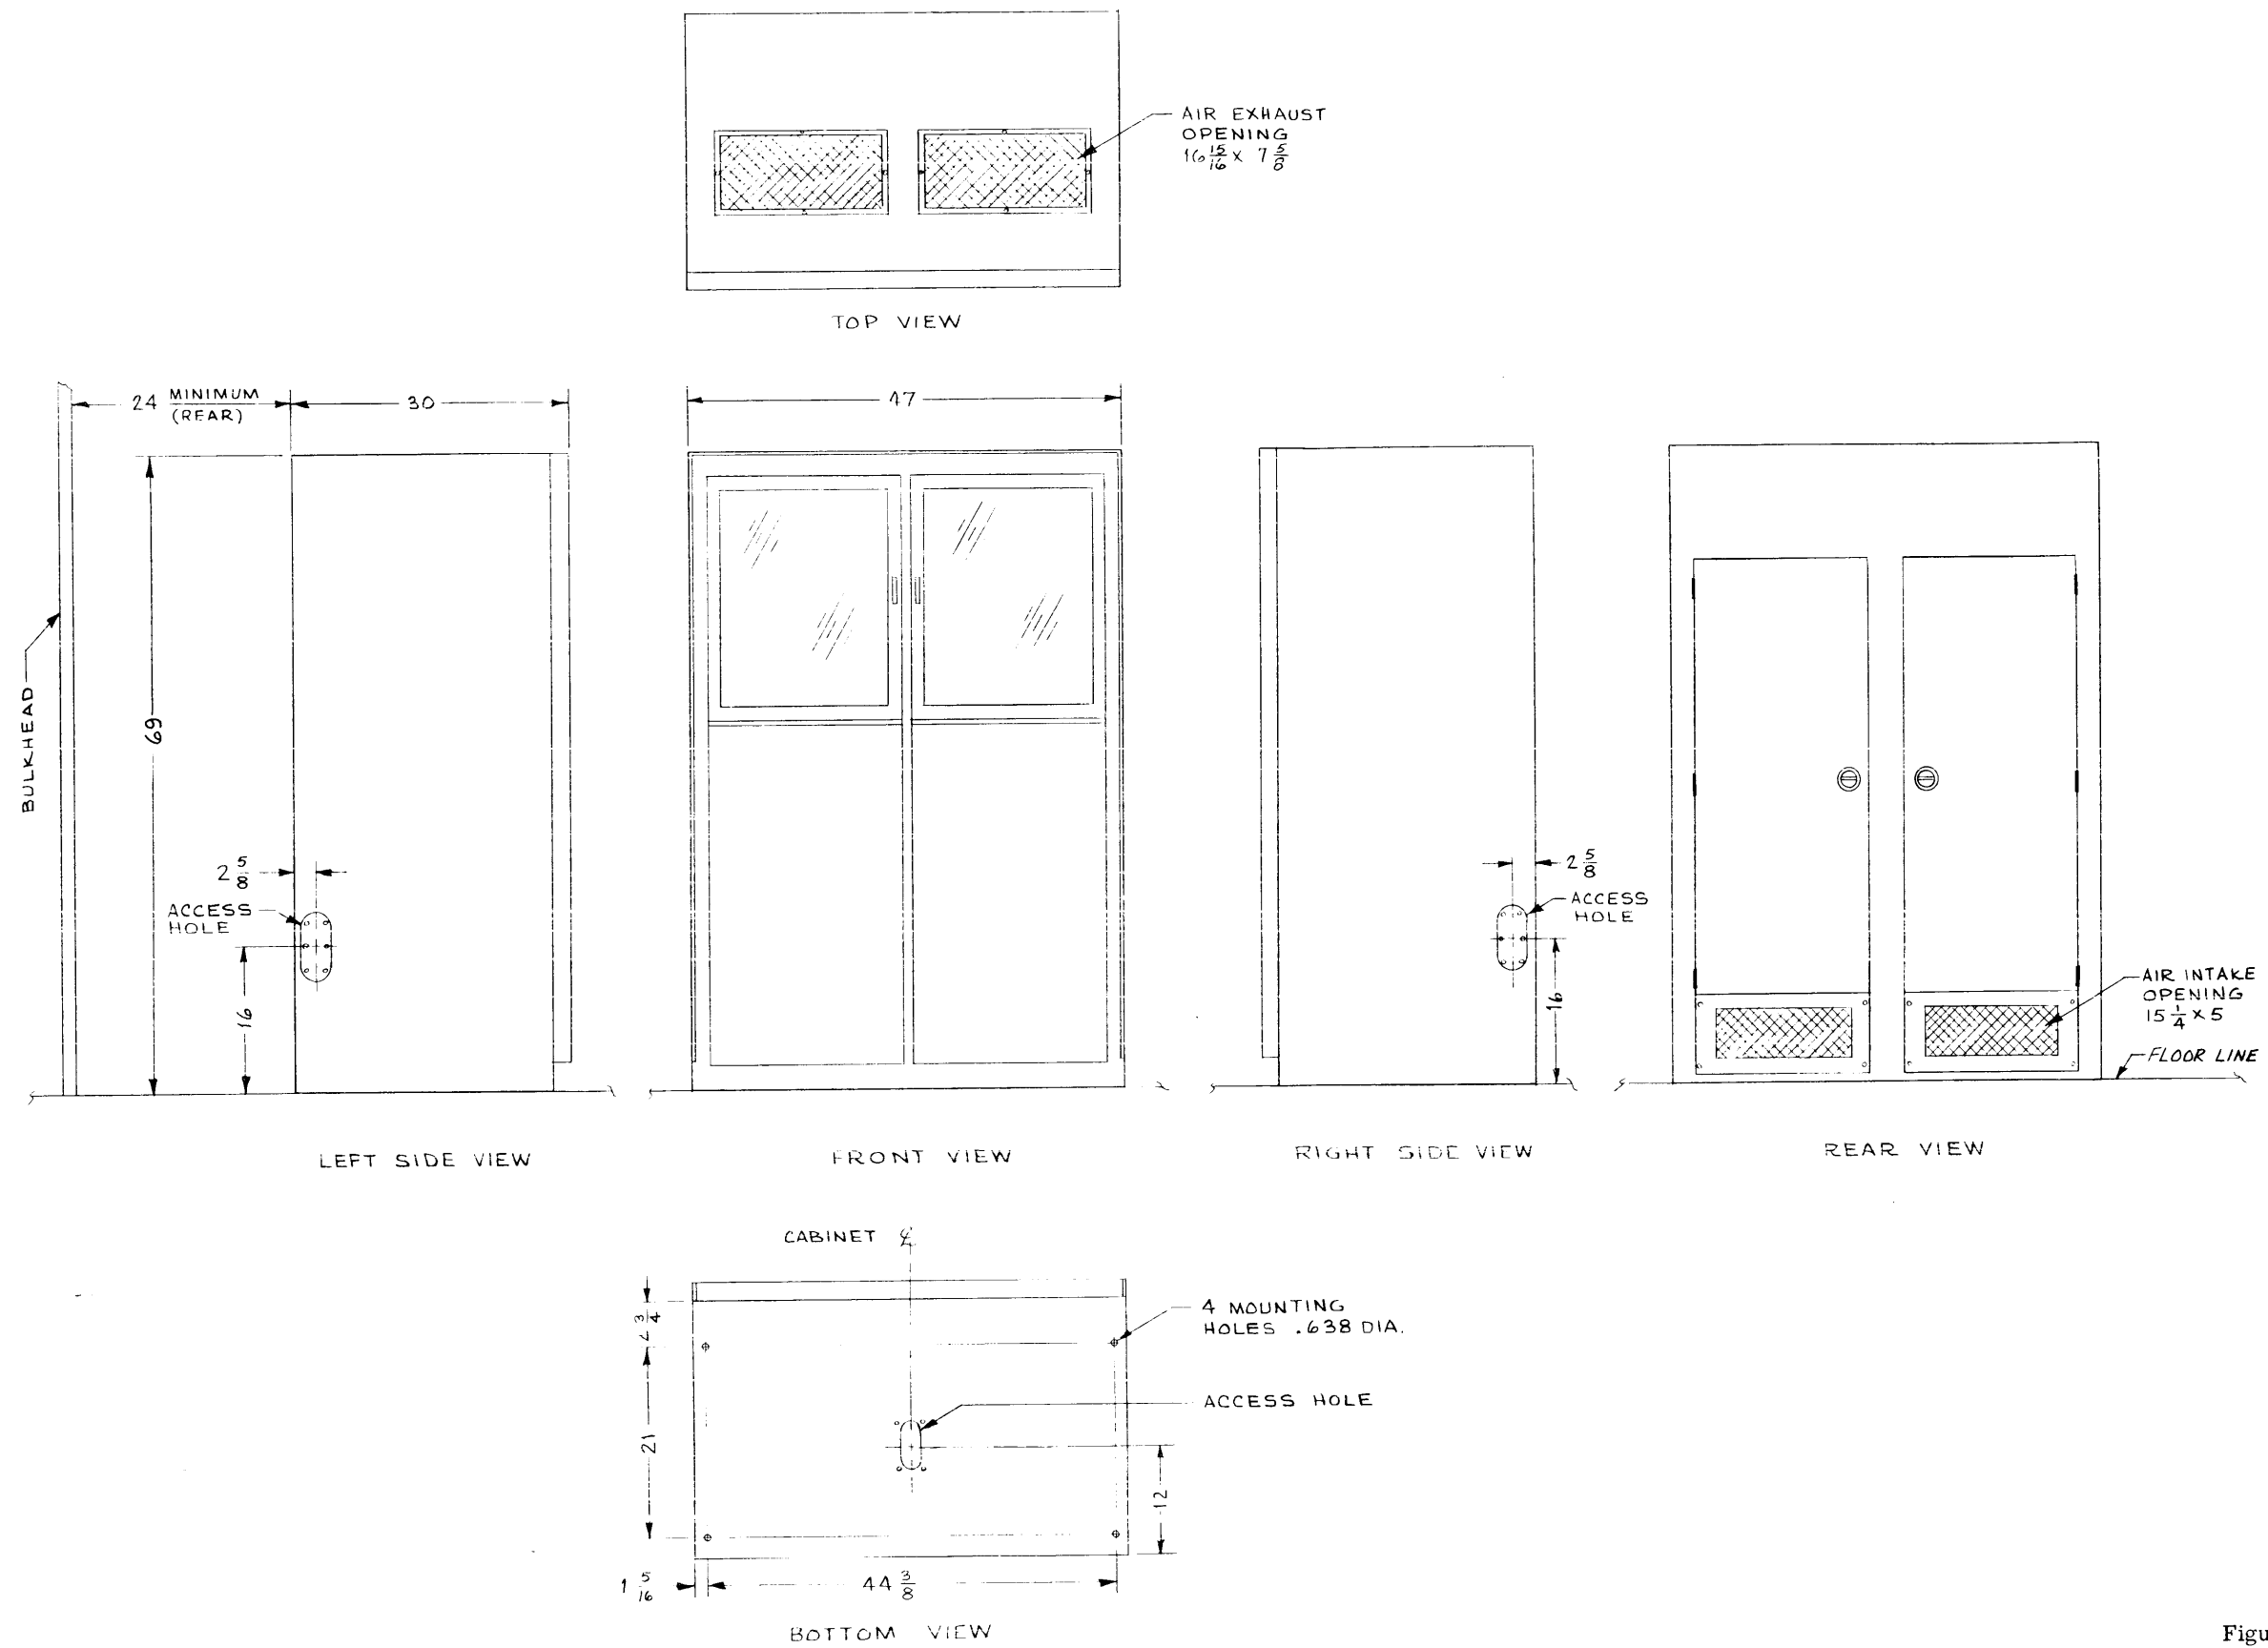 AIR EXHAUST
OPENING
16 15/16 x 7 5/8
TOP VIEW
24 MINIMUM
(REAR)
30
47
69
BULKHEAD
2 5/8
ACCESS
HOLE
16
2 5/8
ACCESS
HOLE
16
AIR INTAKE
OPENING
15 1/4 x 5
FLOOR LINE
LEFT SIDE VIEW
FRONT VIEW
RIGHT SIDE VIEW
REAR VIEW
CABINET ℄
3/4
4 MOUNTING
HOLES .638 DIA.
ACCESS HOLE
21
12
1 5/16
44 3/8
BOTTOM VIEW
Figu